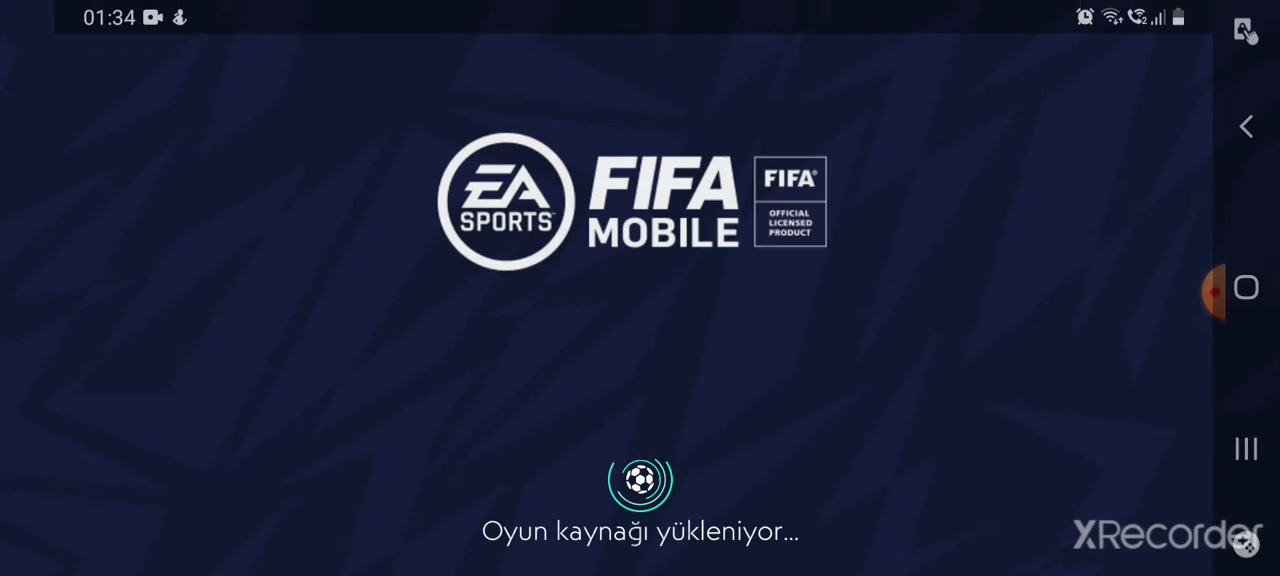 01:34
EA
SPORTS
FIFA
MOBILE
FIFA®
OFFICIAL
LICENSED
PRODUCT
Oyun kaynağı yükleniyor...
XRecorder